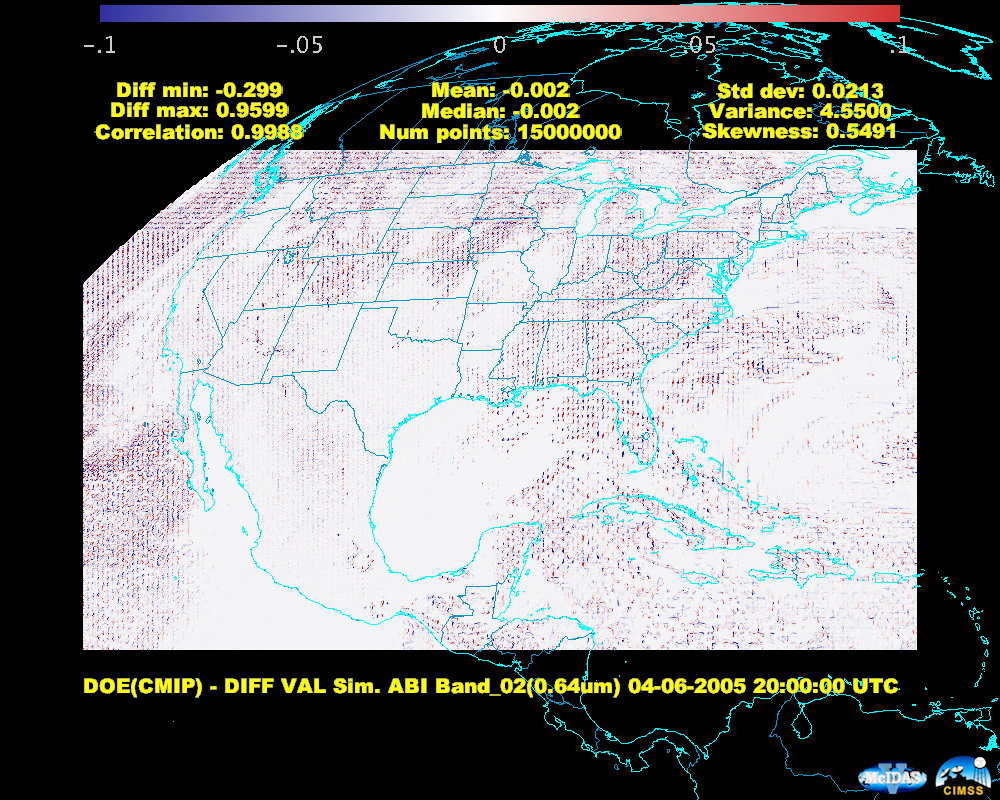 -.1 -.05 0 .05 .1
Diff min: -0.299 Mean: -0.002 Std dev: 0.0213
Diff max: 0.9599 Median: -0.002 Variance: 4.5500
Correlation: 0.9988 Num points: 15000000 Skewness: 0.5491
DOE(CMIP) - DIFF VAL Sim. ABI Band_02(0.64um) 04-06-2005 20:00:00 UTC
McIDAS
V
CIMSS